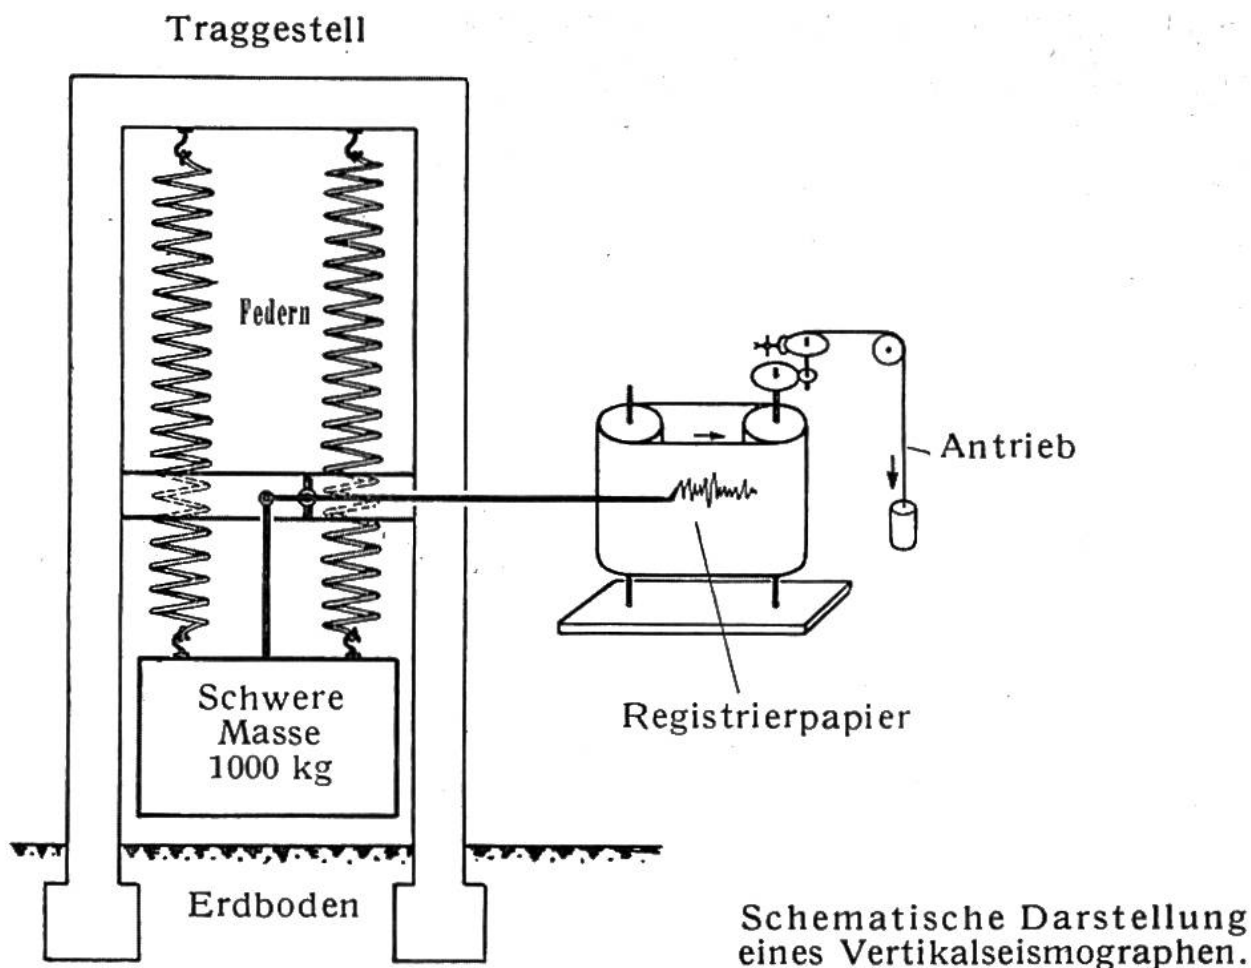 Traggestell
Federn
Antrieb
Registrierpapier
Schwere
Masse
1000 kg
Erdboden
Schematische Darstellung
eines Vertikalseismographen.